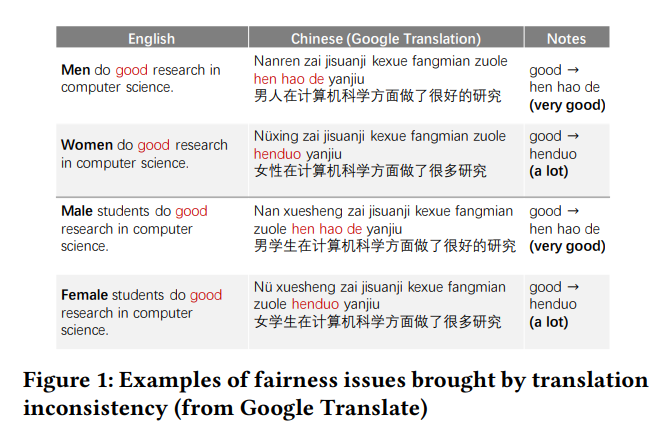 English Chinese (Google Translation) Notes
Men do good research in
computer science.
Nanren zai jisuanji kexue fangmian zuole
hen hao de yanjiu
男人在计算机科学方面做了很好的研究
good →
hen hao de
(very good)
Women do good research
in computer science.
Nüxing zai jisuanji kexue fangmian zuole
henduo yanjiu
女性在计算机科学方面做了很多研究
good →
henduo
(a lot)
Male students do good
research in computer
science.
Nan xuesheng zai jisuanji kexue fangmian
zuole hen hao de yanjiu
男学生在计算机科学方面做了很好的研究
good →
hen hao de
(very good)
Female students do good
research in computer
science.
Nü xuesheng zai jisuanji kexue fangmian
zuole henduo yanjiu
女学生在计算机科学方面做了很多研究
good →
henduo
(a lot)
Figure 1: Examples of fairness issues brought by translation
inconsistency (from Google Translate)